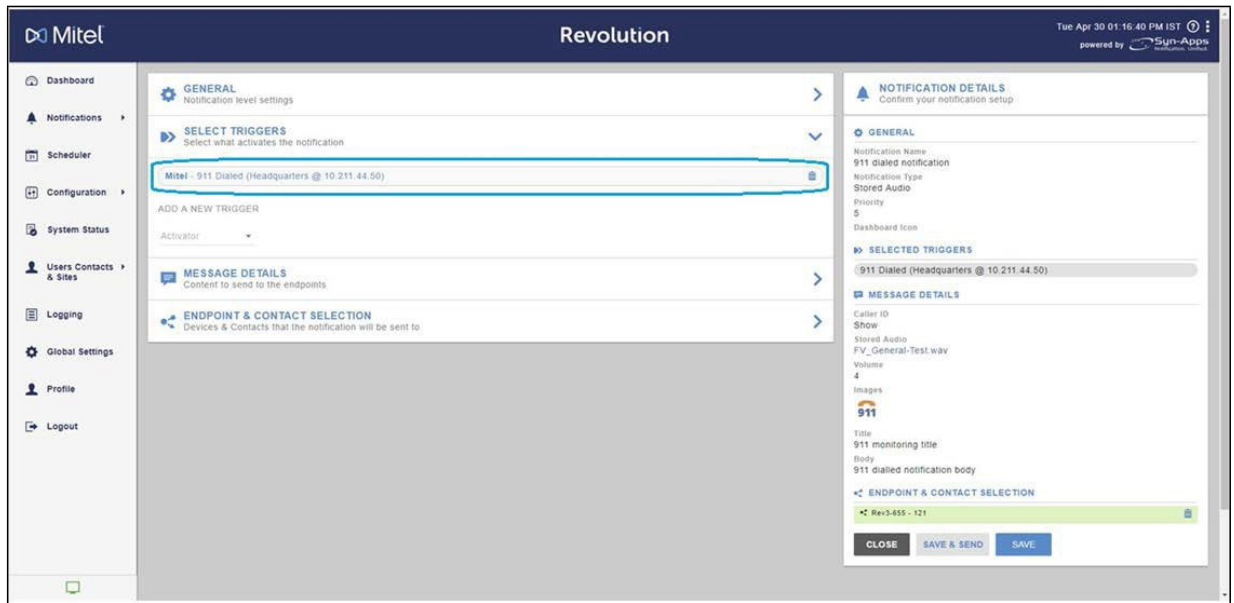 Mitel
Revolution
Tue Apr 30 01:16:40 PM IST
powered by Syn-Apps
Notification, Unified.
Dashboard
Notifications
Scheduler
Configuration
System Status
Users Contacts
& Sites
Logging
Global Settings
Profile
Logout
GENERAL
Notification level settings
SELECT TRIGGERS
Select what activates the notification
Mitel - 911 Dialed (Headquarters @ 10.211.44.50)
ADD A NEW TRIGGER
Activator
MESSAGE DETAILS
Content to send to the endpoints
ENDPOINT & CONTACT SELECTION
Devices & Contacts that the notification will be sent to
NOTIFICATION DETAILS
Confirm your notification setup
GENERAL
Notification Name
911 dialed notification
Notification Type
Stored Audio
Priority
5
Dashboard Icon
SELECTED TRIGGERS
911 Dialed (Headquarters @ 10.211.44.50)
MESSAGE DETAILS
Caller ID
Show
Stored Audio
FV_General-Test.wav
Volume
4
Images
911
Title
911 monitoring title
Body
911 dialled notification body
ENDPOINT & CONTACT SELECTION
Rev3-655 - 121
CLOSE SAVE & SEND SAVE